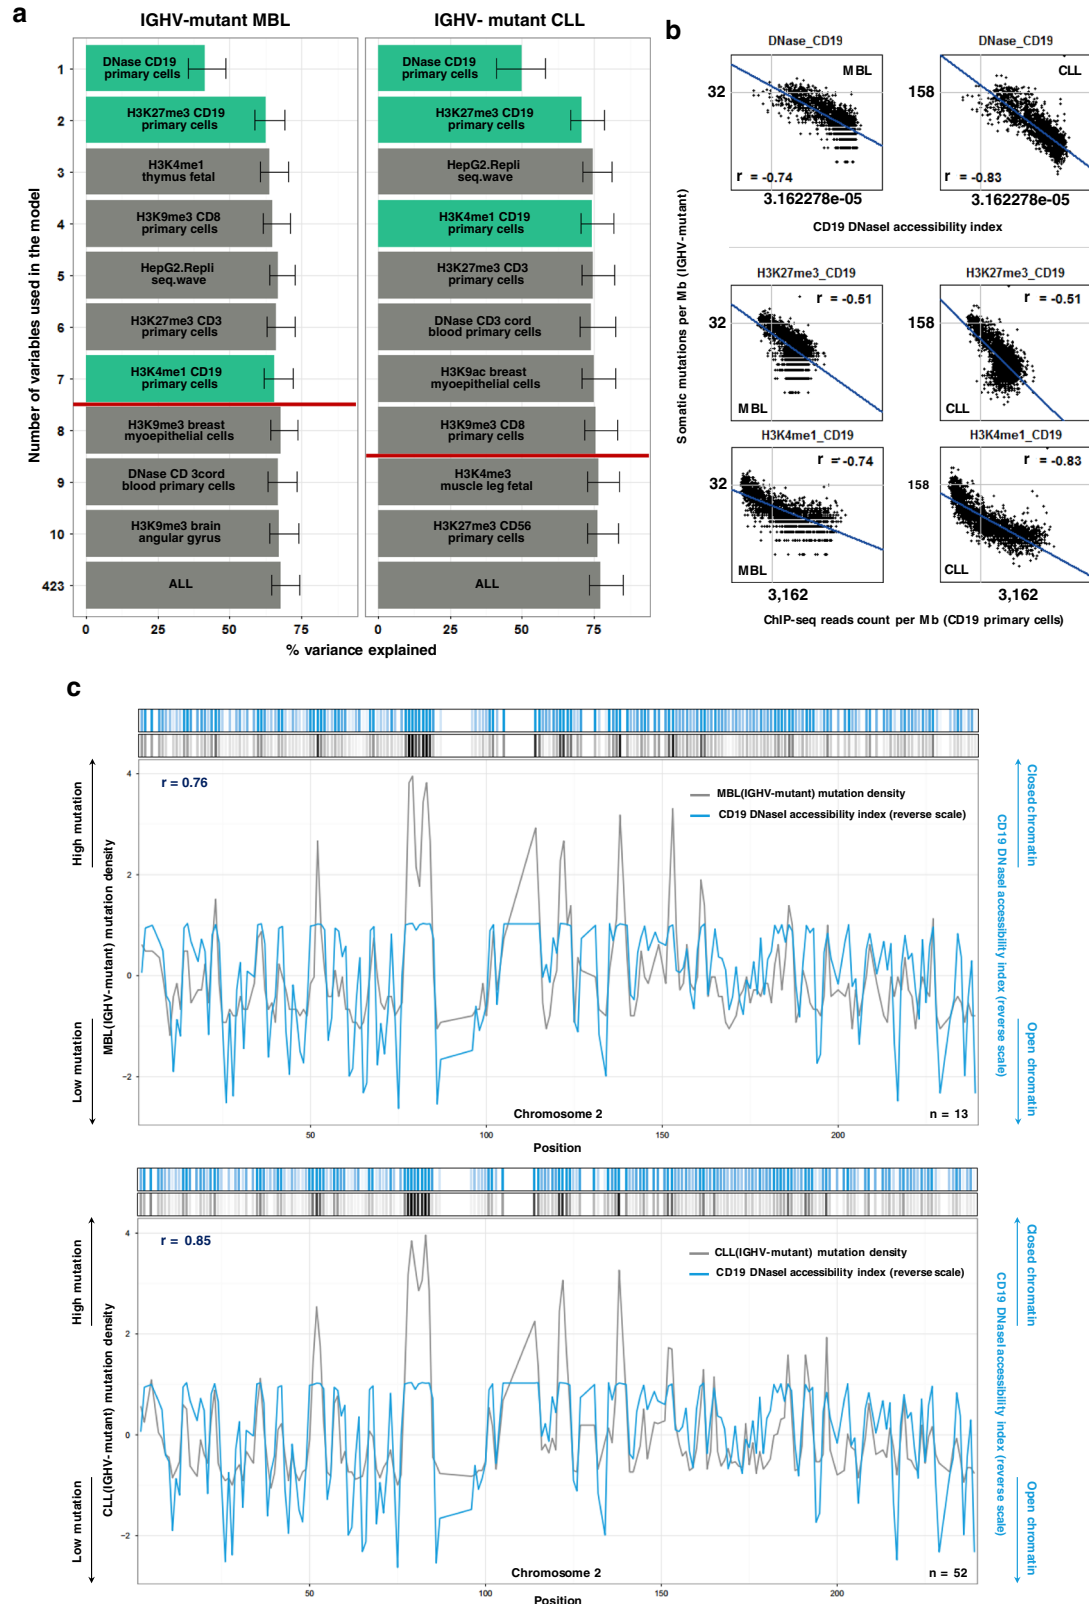 a
IGHV-mutant MBL
IGHV- mutant CLL
Number of variables used in the model
1
2
3
4
5
6
7
8
9
10
423
DNase CD19
primary cells
H3K27me3 CD19
primary cells
H3K4me1
thymus fetal
H3K9me3 CD8
primary cells
HepG2.Repli
seq.wave
H3K27me3 CD3
primary cells
H3K4me1 CD19
primary cells
H3K9me3 breast
myoepithelial cells
DNase CD 3cord
blood primary cells
H3K9me3 brain
angular gyrus
ALL
DNase CD19
primary cells
H3K27me3 CD19
primary cells
HepG2.Repli
seq.wave
H3K4me1 CD19
primary cells
H3K27me3 CD3
primary cells
DNase CD3 cord
blood primary cells
H3K9ac breast
myoepithelial cells
H3K9me3 CD8
primary cells
H3K4me3
muscle leg fetal
H3K27me3 CD56
primary cells
ALL
0 25 50 75
0 25 50 75
% variance explained
b
Somatic mutations per Mb (IGHV-mutant)
DNase_CD19
MBL
32
r = -0.74
3.162278e-05
DNase_CD19
CLL
158
r = -0.83
3.162278e-05
CD19 DNaseI accessibility index
H3K27me3_CD19
r = -0.51
32
MBL
H3K27me3_CD19
r = -0.51
158
CLL
H3K4me1_CD19
r = -0.74
32
MBL
3,162
H3K4me1_CD19
r = -0.83
158
CLL
3,162
ChIP-seq reads count per Mb (CD19 primary cells)
c
High mutation
Low mutation
MBL(IGHV-mutant) mutation density
4
2
0
−2
r = 0.76
MBL(IGHV-mutant) mutation density
CD19 DNaseI accessibility index (reverse scale)
Chromosome 2
n = 13
50 100 150 200
Position
CD19 DNaseI accessibility index (reverse scale)
Closed chromatin
Open chromatin
High mutation
Low mutation
CLL(IGHV-mutant) mutation density
4
2
0
−2
r = 0.85
CLL(IGHV-mutant) mutation density
CD19 DNaseI accessibility index (reverse scale)
Chromosome 2
n = 52
50 100 150 200
Position
CD19 DNaseI accessibility index (reverse scale)
Closed chromatin
Open chromatin